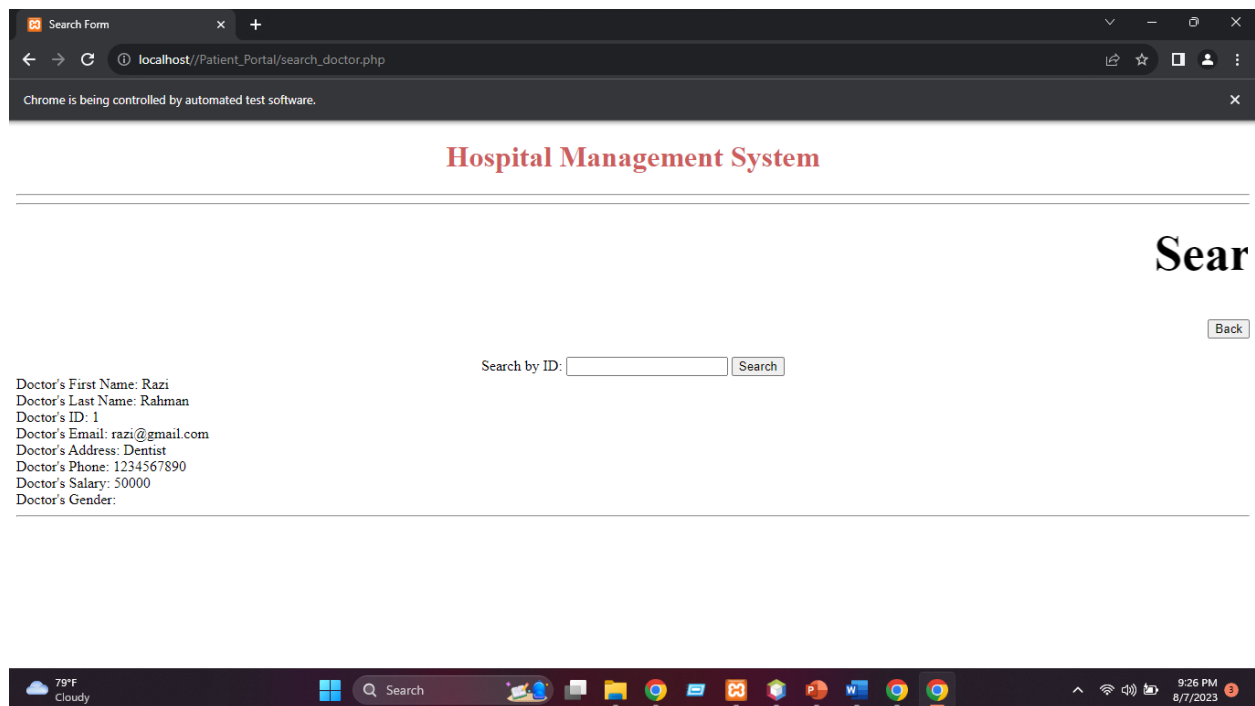 Search Form
localhost//Patient_Portal/search_doctor.php
Chrome is being controlled by automated test software.
Hospital Management System
Sear
Back
Search by ID: Search
Doctor's First Name: Razi
Doctor's Last Name: Rahman
Doctor's ID: 1
Doctor's Email: razi@gmail.com
Doctor's Address: Dentist
Doctor's Phone: 1234567890
Doctor's Salary: 50000
Doctor's Gender:
79°F
Cloudy
Search
9:26 PM
8/7/2023
3